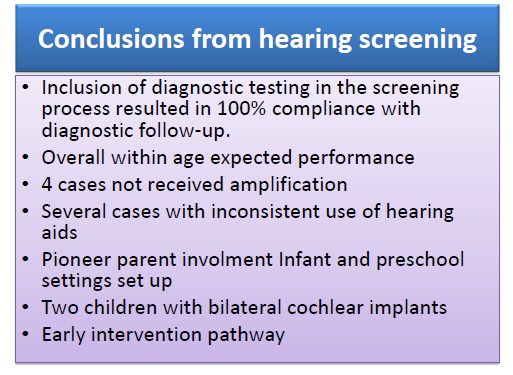 Conclusions from hearing screening
• Inclusion of diagnostic testing in the screening
process resulted in 100% compliance with
diagnostic follow-up.
• Overall within age expected performance
• 4 cases not received amplification
• Several cases with inconsistent use of hearing
aids
• Pioneer parent involment Infant and preschool
settings set up
• Two children with bilateral cochlear implants
• Early intervention pathway